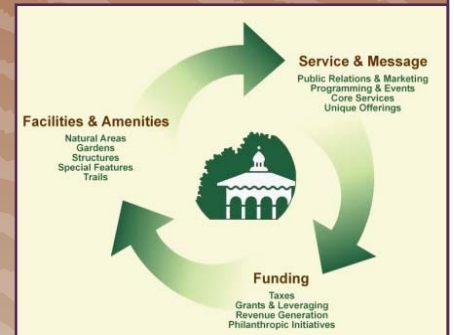 Service & Message
Public Relations & Marketing
Programming & Events
Core Services
Unique Offerings
Facilities & Amenities
Natural Areas
Gardens
Structures
Special Features
Trails
Funding
Taxes
Grants & Leveraging
Revenue Generation
Philanthropic Initiatives